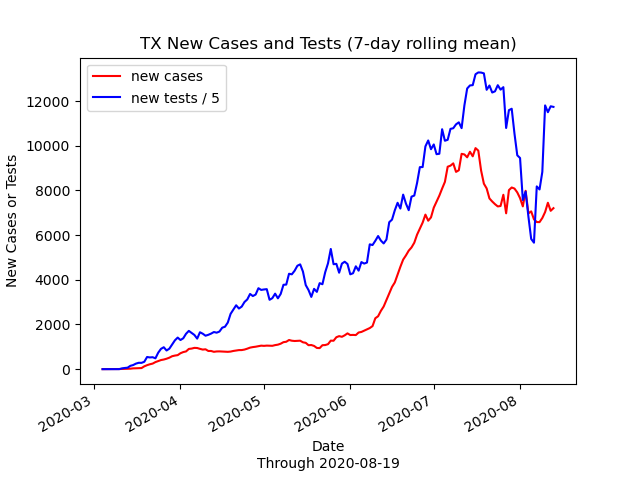 TX New Cases and Tests (7-day rolling mean)
new cases
new tests / 5
New Cases or Tests
12000
10000
8000
6000
4000
2000
0
2020-03
2020-04
2020-05
2020-06
2020-07
2020-08
Date
Through 2020-08-19